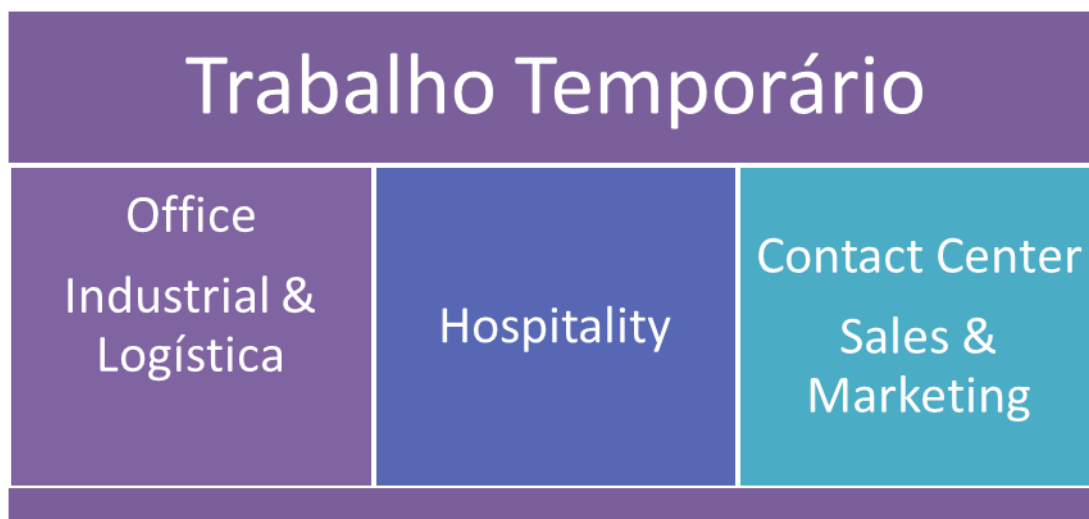 Trabalho Temporário
Office
Industrial &
Logística
Hospitality
Contact Center
Sales &
Marketing